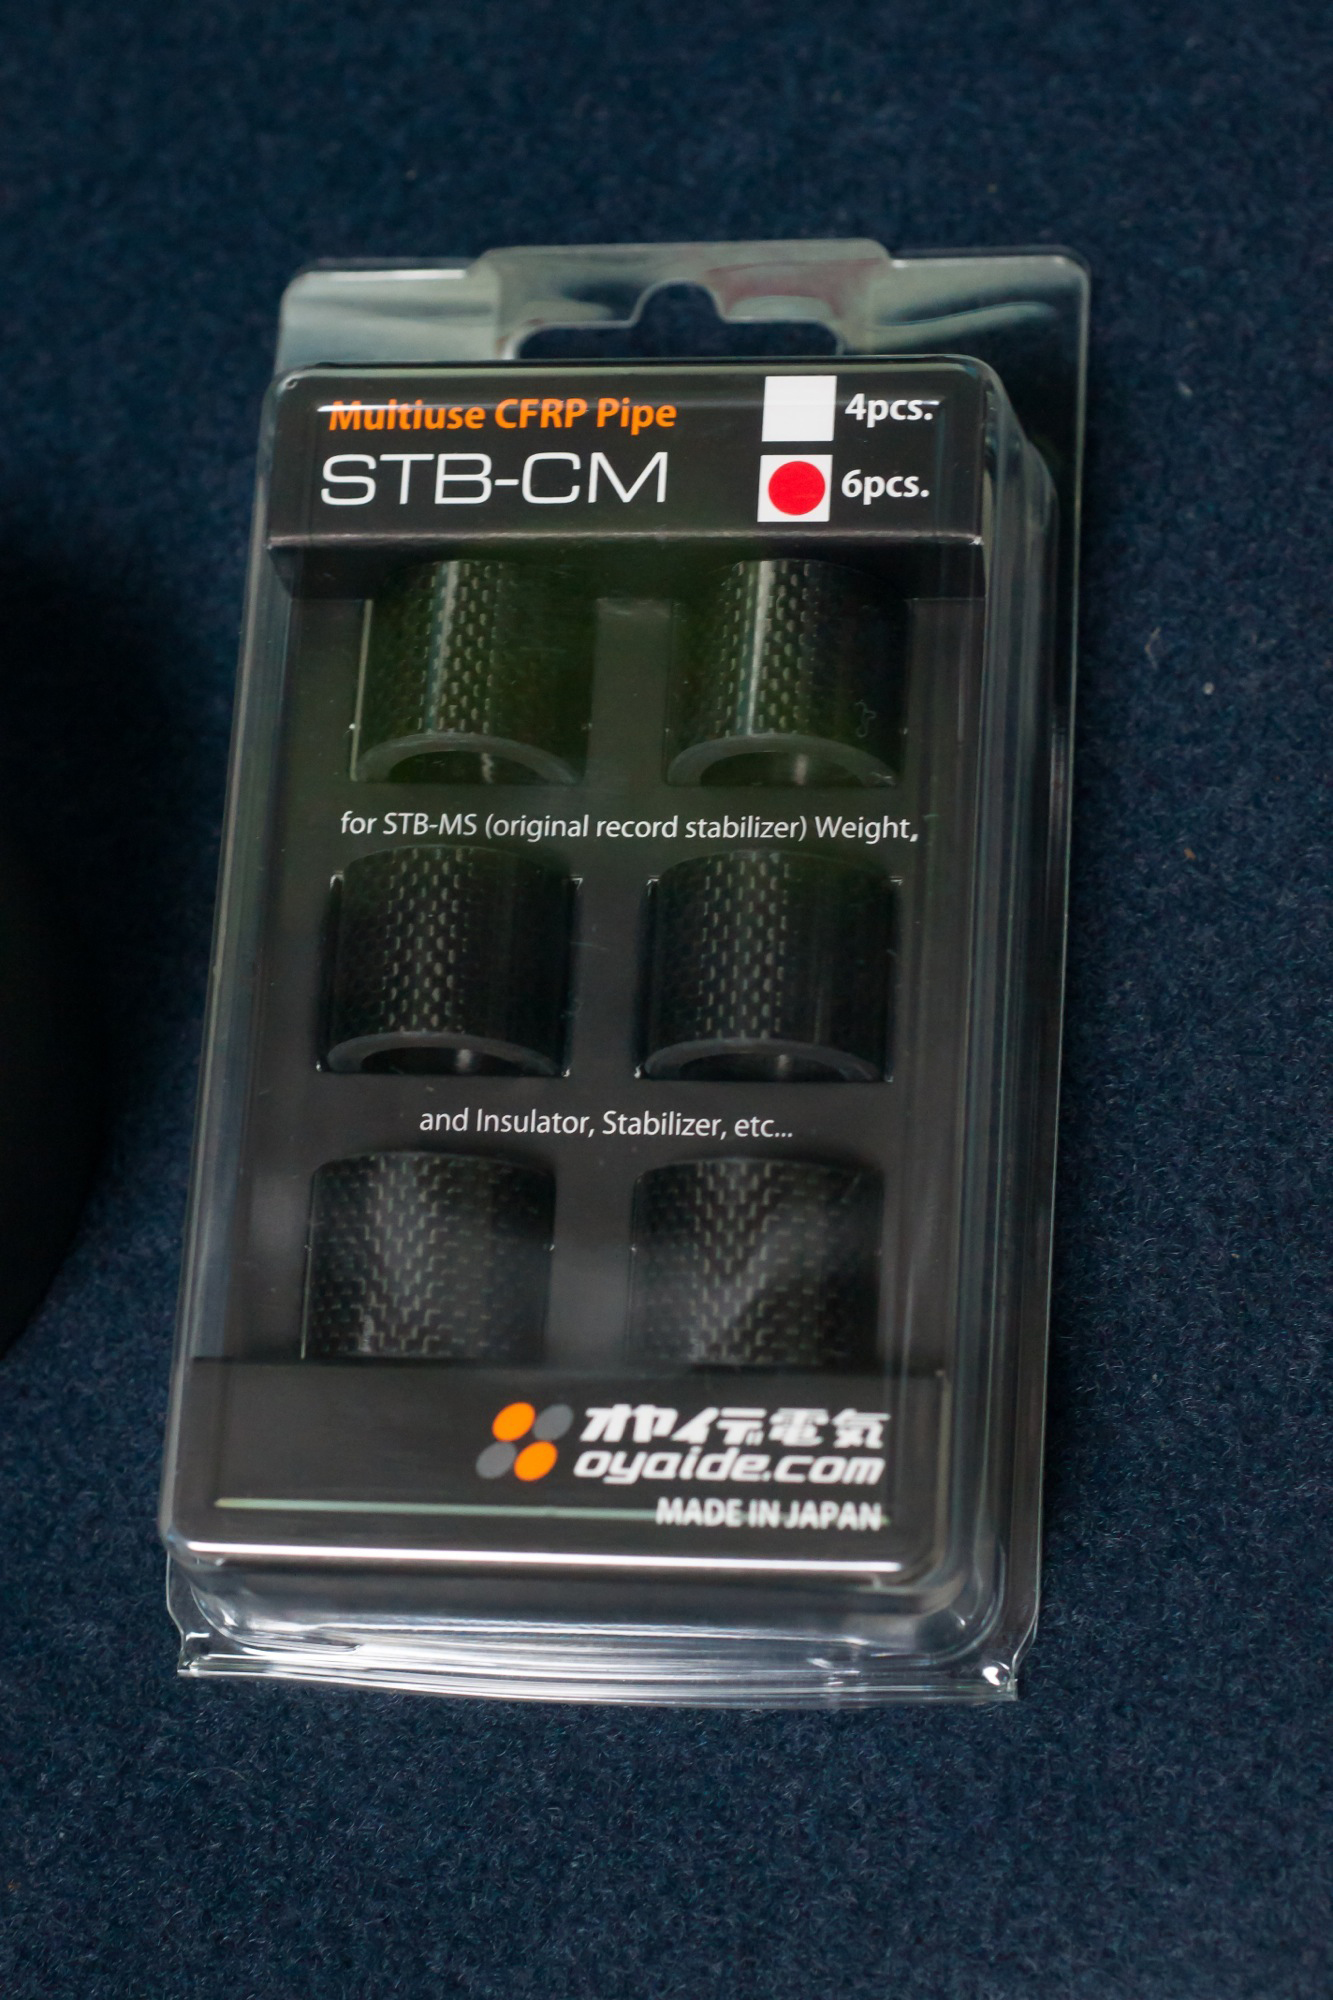 Multiuse CFRP Pipe
STB-CM
4pcs.
6pcs.
for STB-MS (original record stabilizer) Weight,
and Insulator, Stabilizer, etc...
オヤイデ電気
oyaide.com
MADE IN JAPAN